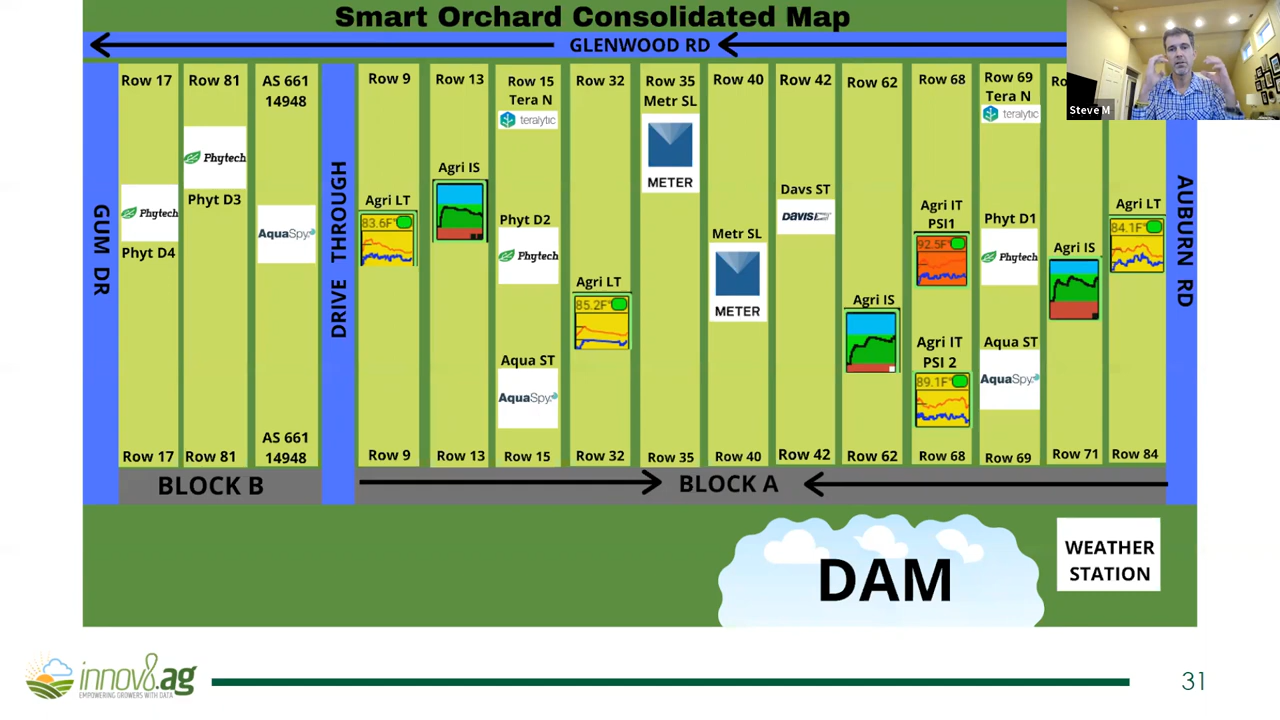 Smart Orchard Consolidated Map
GLENWOOD RD
Steve M
GUM DR
Row 17
Phytech
Phyt D4
Row 17
Row 81
Phytech
Phyt D3
Row 81
AS 661
14948
AquaSpy
AS 661
14948
BLOCK B
DRIVE THROUGH
Row 9
Agri LT
83.6F°
Row 9
Row 13
Agri IS
Row 13
Row 15
Tera N
teralytic
Phyt D2
Phytech
Aqua ST
AquaSpy
Row 15
Row 32
Agri LT
85.2F°
Row 32
Row 35
Metr SL
METER
Row 35
Row 40
Metr SL
METER
Row 40
Row 42
Davs ST
DAVIS
Row 42
Row 62
Agri IS
Row 62
Row 68
Agri IT
PSI1
92.5F°
Agri IT
PSI 2
89.1F°
Row 68
Row 69
Tera N
teralytic
Phyt D1
Phytech
Aqua ST
AquaSpy
Row 69
Agri IS
Row 71
Agri LT
84.1F°
Row 84
AUBURN RD
BLOCK A
DAM
WEATHER
STATION
innov8.ag
EMPOWERING GROWERS WITH DATA
31